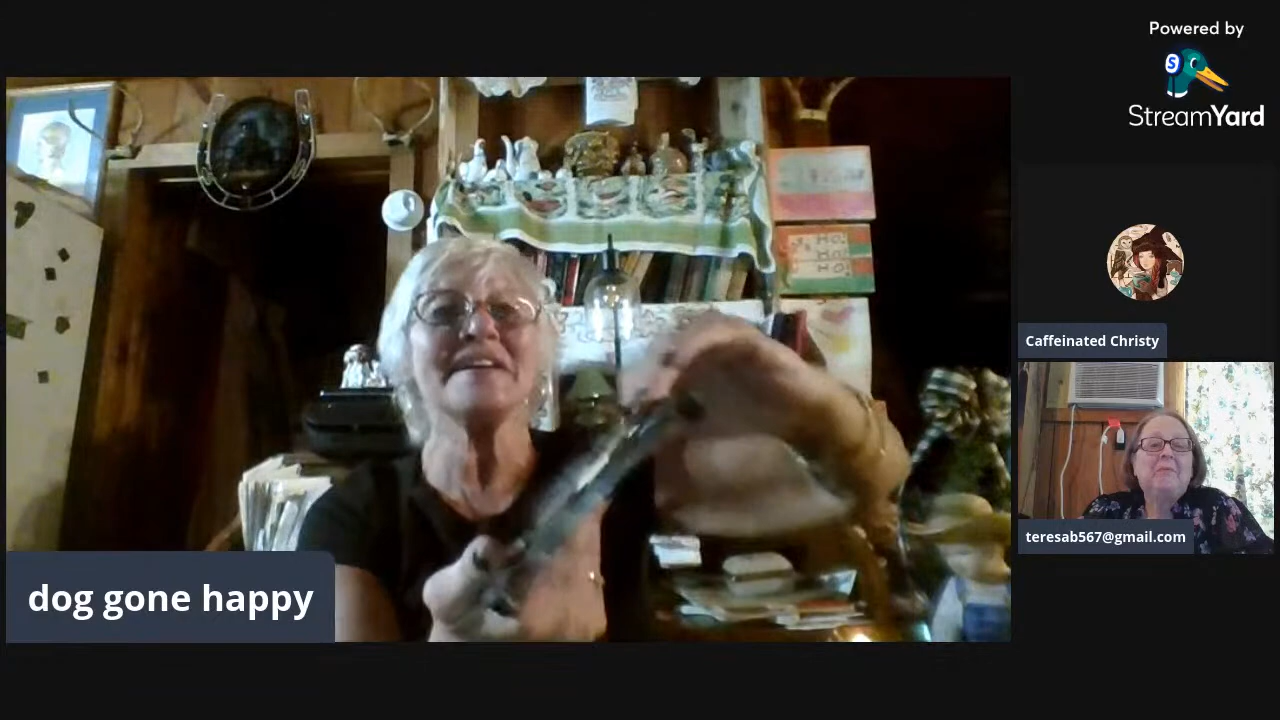 Powered by
StreamYard
HO!
HO!
HO!
Caffeinated Christy
teresab567@gmail.com
dog gone happy